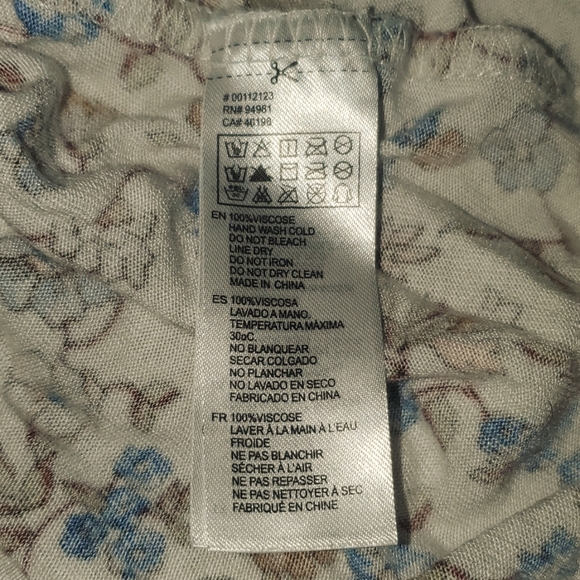 # 00112123
RN# 94981
CA# 40198
EN 100%VISCOSE
HAND WASH COLD
DO NOT BLEACH
LINE DRY
DO NOT IRON
DO NOT DRY CLEAN
MADE IN CHINA
ES 100%VISCOSA
LAVADO A MANO.
TEMPERATURA MÁXIMA
30oC.
NO BLANQUEAR
SECAR COLGADO
NO PLANCHAR
NO LAVADO EN SECO
FABRICADO EN CHINA
FR 100%VISCOSE
LAVER À LA MAIN A L'EAU
FROIDE
NE PAS BLANCHIR
SÉCHER À L'AIR
NE PAS REPASSER
NE PAS NETTOYER À SEC
FABRIQUÉ EN CHINE